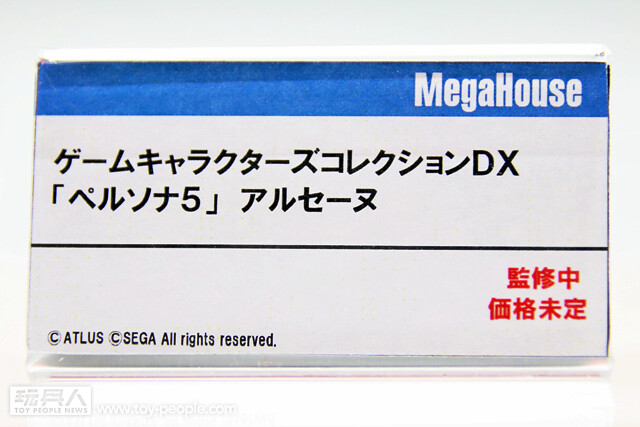 MegaHouse
ゲームキャラクターズコレクションDX
「ペルソナ5」 アルセーヌ
監修中
価格未定
©ATLUS ©SEGA All rights reserved.
玩具人
TOY PEOPLE NEWS
www.toy-people.com